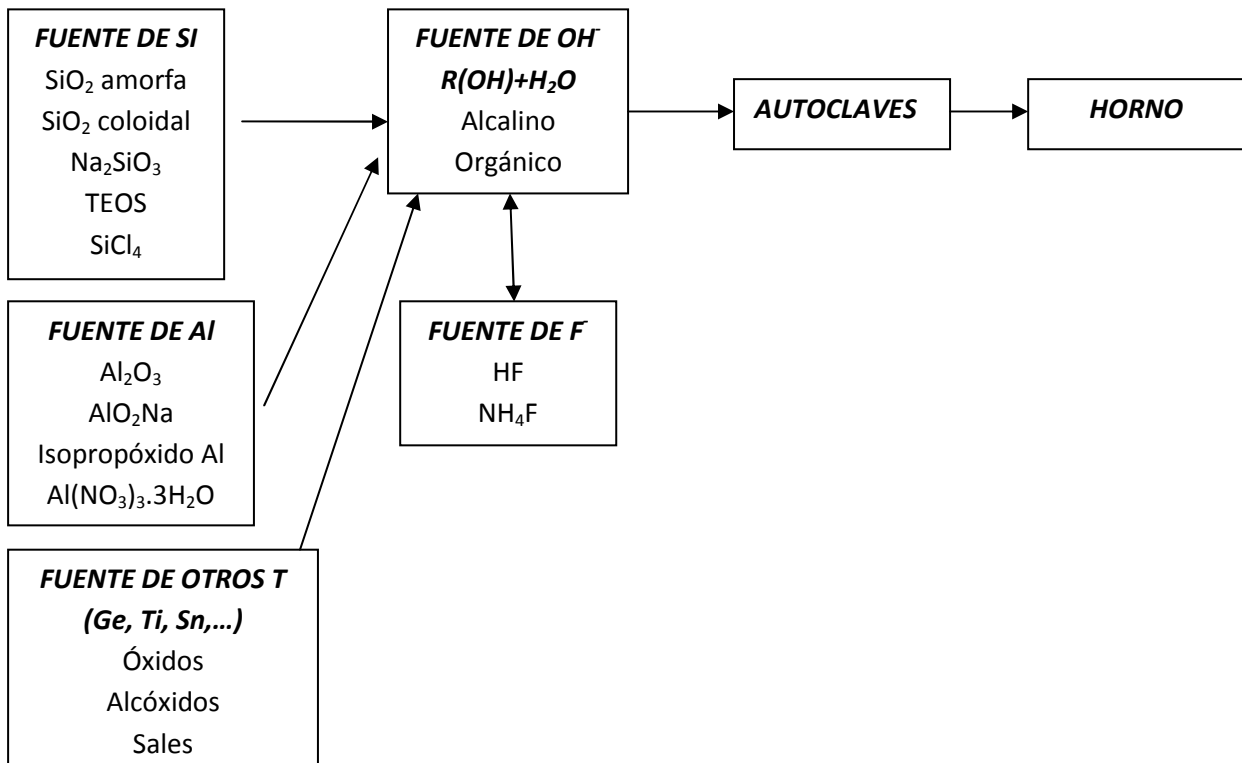 FUENTE DE SI
SiO₂ amorfa
SiO₂ coloidal
Na₂SiO₃
TEOS
SiCl₄
FUENTE DE Al
Al₂O₃
AlO₂Na
Isopropóxido Al
Al(NO₃)₃.3H₂O
FUENTE DE OTROS T
(Ge, Ti, Sn,...)
Óxidos
Alcóxidos
Sales
FUENTE DE OH⁻
R(OH)+H₂O
Alcalino
Orgánico
FUENTE DE F⁻
HF
NH₄F
AUTOCLAVES
HORNO